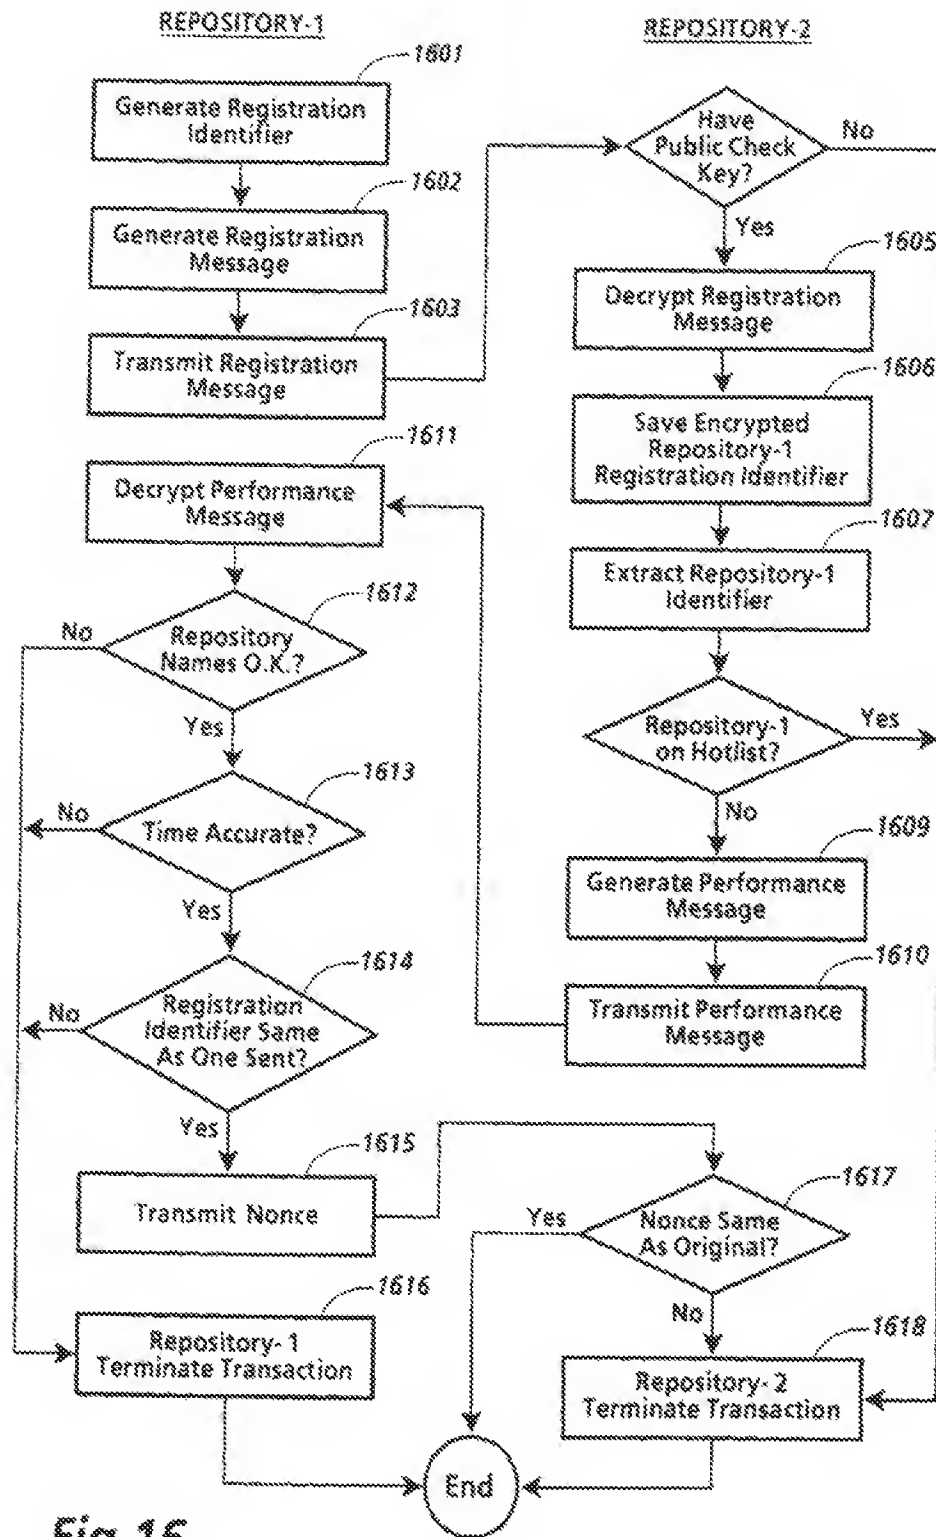 REPOSITORY-1
1601
Generate Registration
Identifier
1602
Generate Registration
Message
1603
Transmit Registration
Message
1611
Decrypt Performance
Message
1612
No
Repository
Names O.K.?
Yes
1613
No
Time Accurate?
Yes
1614
No
Registration
Identifier Same
As One Sent?
Yes
1615
Transmit Nonce
1616
Repository-1
Terminate Transaction
REPOSITORY-2
Have
Public Check
Key?
No
Yes
1605
Decrypt Registration
Message
1606
Save Encrypted
Repository-1
Registration Identifier
1607
Extract Repository-1
Identifier
Repository-1
on Hotlist?
Yes
No
1609
Generate Performance
Message
1610
Transmit Performance
Message
1617
Yes
Nonce Same
As Original?
No
1618
Repository-2
Terminate Transaction
End
Fig. 16